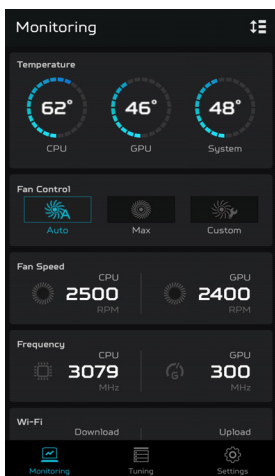 Monitoring
Temperature
62° 46° 48°
CPU GPU System
Fan Control
A
Auto Max Custom
Fan Speed
CPU GPU
2500 2400
RPM RPM
Frequency
CPU GPU
G
3079 300
MHz MHz
Wi-Fi
Download Upload
Monitoring Tuning Settings